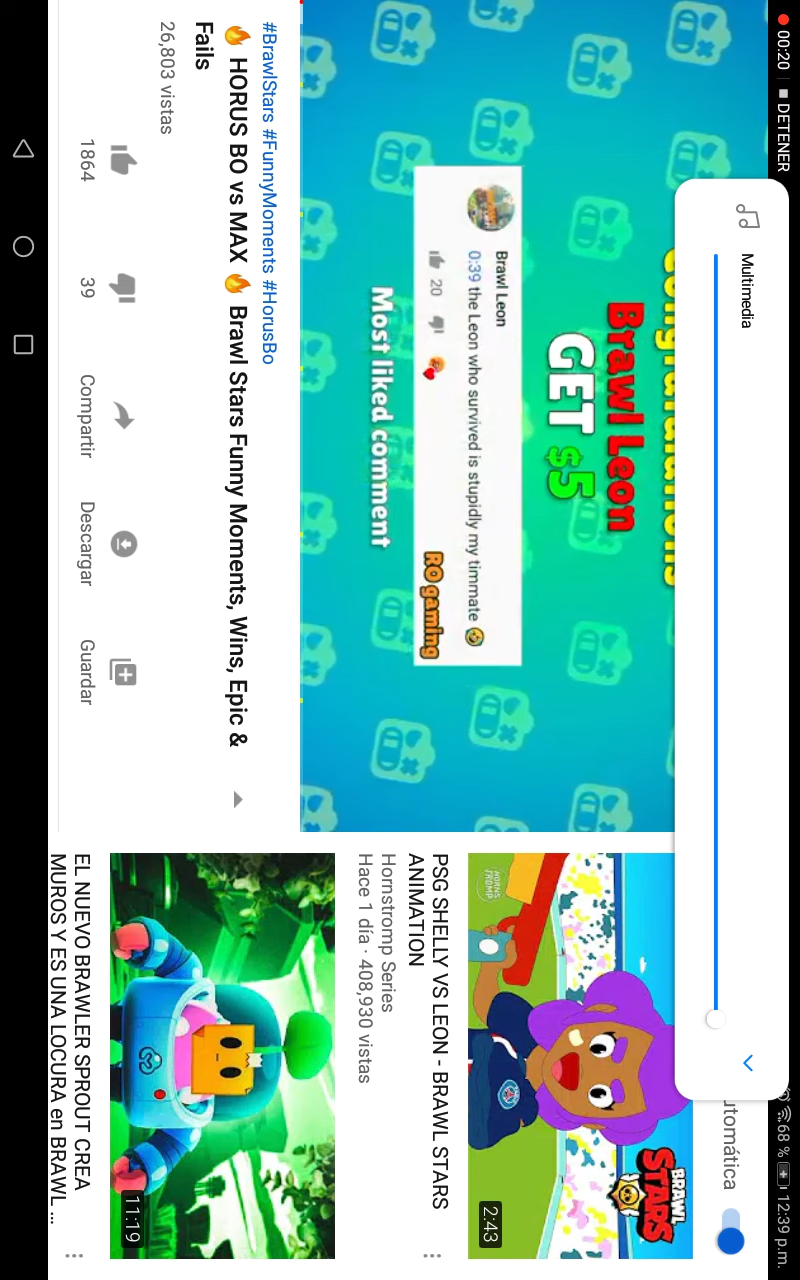 00:20 DETENER
68 % 12:39 p.m.
Multimedia
utomática
Congratulations
Brawl Leon
GET $5
Brawl Leon
0:39 the Leon who survived is stupidly my timmate
20
RO gaming
Most liked comment
#BrawlStars #FunnyMoments #HorusBo
🔥 HORUS BO vs MAX 🔥 Brawl Stars Funny Moments, Wins, Epic &
Fails
26,803 vistas
1864
39
Compartir
Descargar
Guardar
HORNS
TROMP
BRAWL
STARS
2:43
PSG SHELLY VS LEON - BRAWL STARS
ANIMATION
Hornstromp Series
Hace 1 día · 408,930 vistas
11:19
EL NUEVO BRAWLER SPROUT CREA
MUROS Y ES UNA LOCURA en BRAWL ...